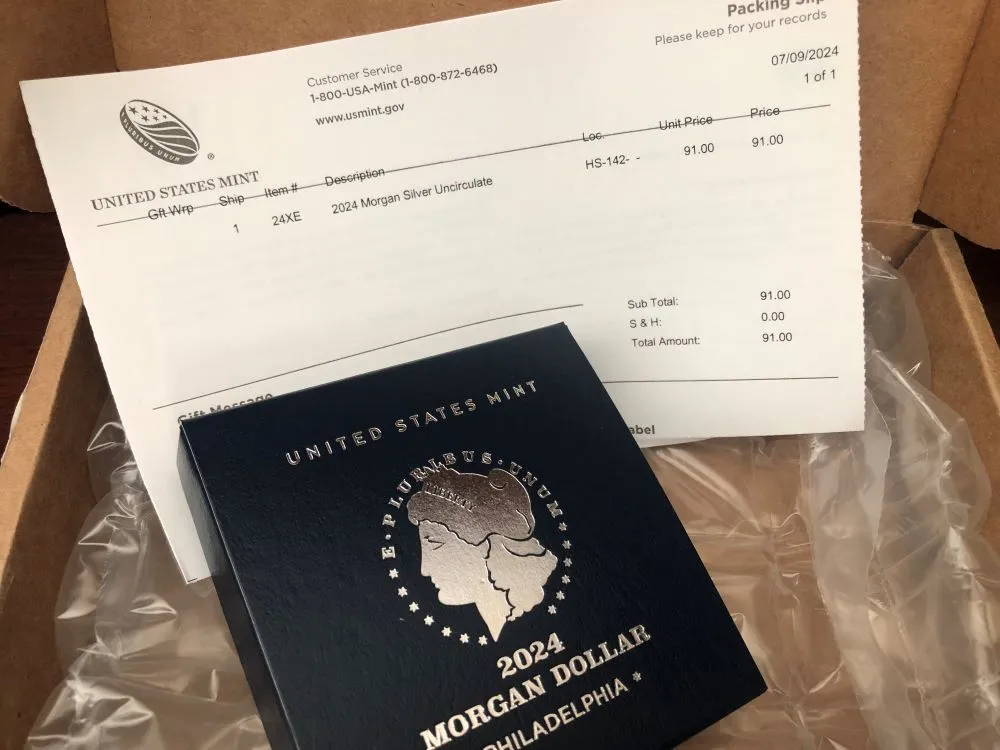 Packing Slip
Please keep for your records
07/09/2024
1 of 1
Customer Service
1-800-USA-Mint (1-800-872-6468)
www.usmint.gov
PLURIBUS UNUM
®
UNITED STATES MINT
Gft Wrp Ship Item # Description Loc. Unit Price Price
1 24XE 2024 Morgan Silver Uncirculate HS-142- - 91.00 91.00
Sub Total: 91.00
S & H: 0.00
Total Amount: 91.00
Gift Message
abel
UNITED STATES MINT
E·PLURIBUS·UNUM
LIBERTY
2024
MORGAN DOLLAR
PHILADELPHIA *